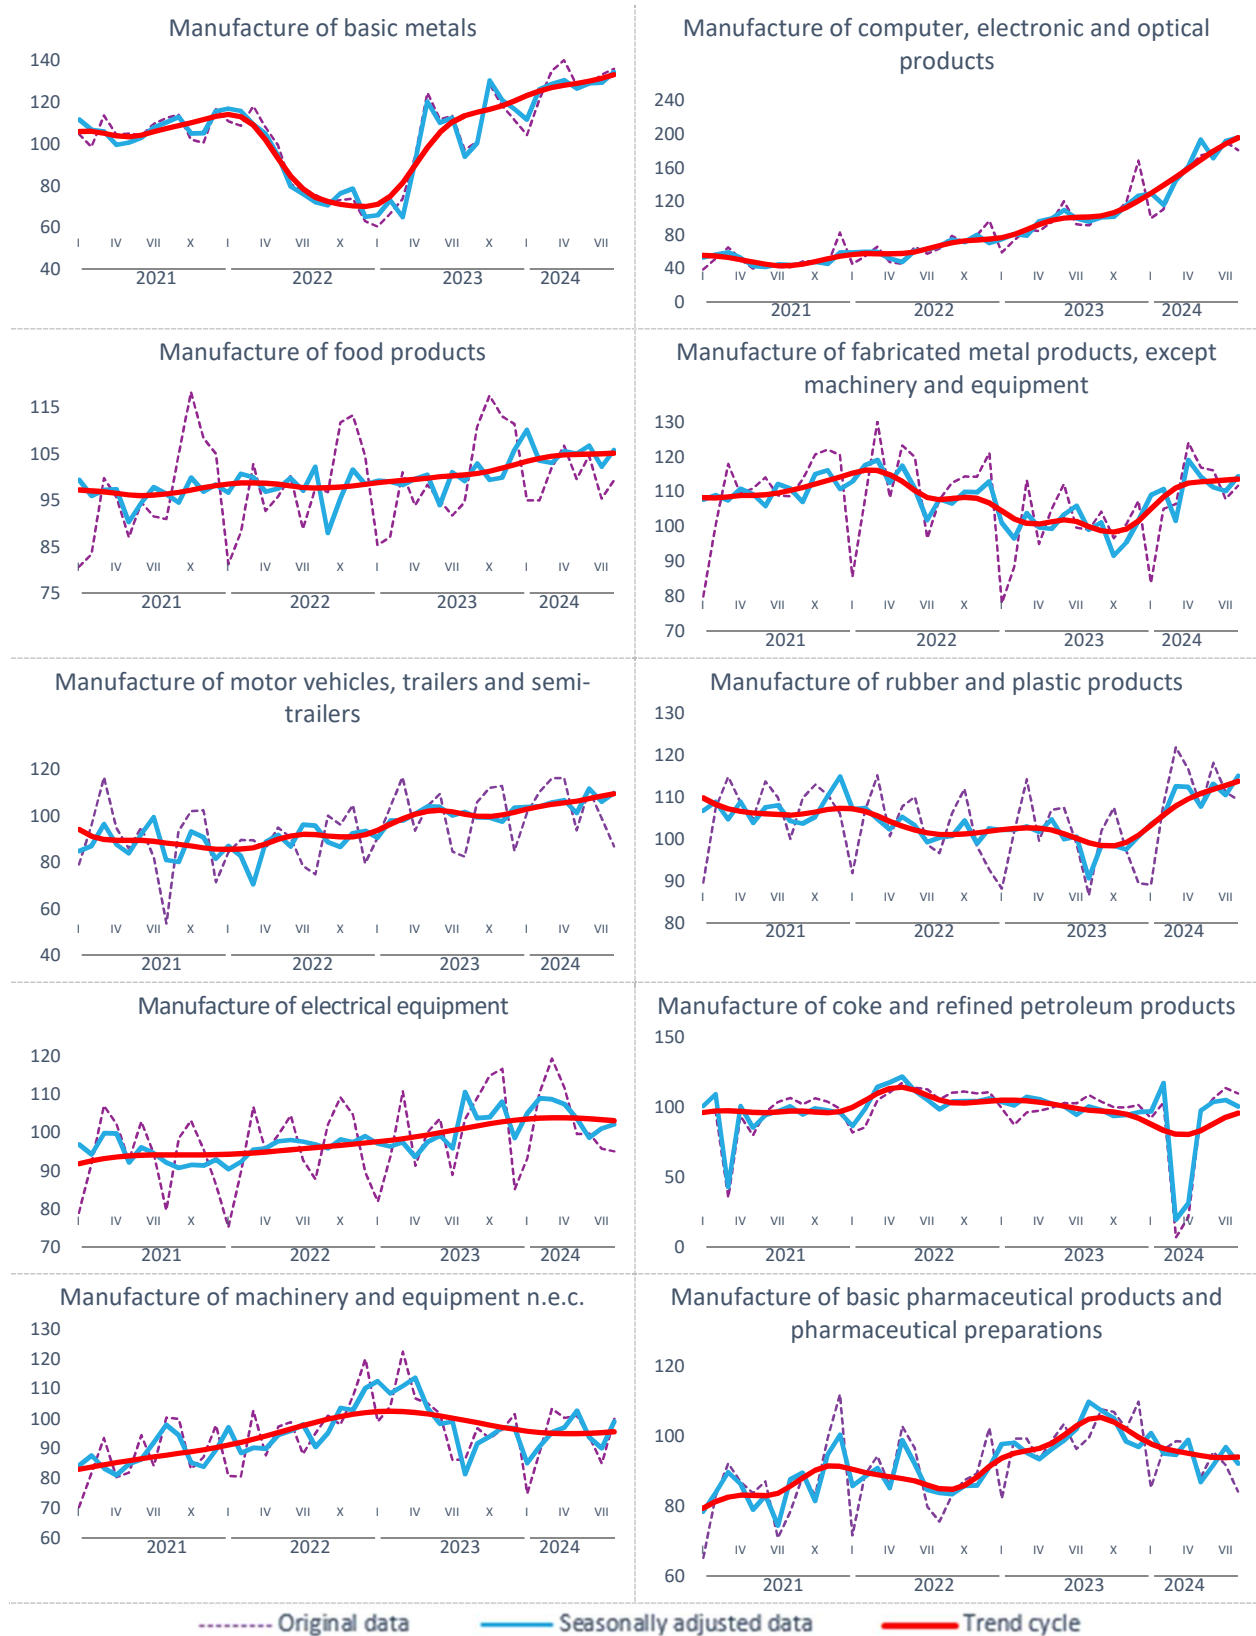 Manufacture of basic metals
140
120
100
80
60
40
I IV VII X I IV VII X I IV VII X I IV VII
2021 2022 2023 2024
Manufacture of computer, electronic and optical
products
240
200
160
120
80
40
0
I IV VII X I IV VII X I IV VII X I IV VII
2021 2022 2023 2024
Manufacture of food products
115
105
95
85
75
I IV VII X I IV VII X I IV VII X I IV VII
2021 2022 2023 2024
Manufacture of fabricated metal products, except
machinery and equipment
130
120
110
100
90
80
70
I IV VII X I IV VII X I IV VII X I IV VII
2021 2022 2023 2024
Manufacture of motor vehicles, trailers and semi-
trailers
120
100
80
60
40
I IV VII X I IV VII X I IV VII X I IV VII
2021 2022 2023 2024
Manufacture of rubber and plastic products
130
120
110
100
90
80
I IV VII X I IV VII X I IV VII X I IV VII
2021 2022 2023 2024
Manufacture of electrical equipment
120
110
100
90
80
70
I IV VII X I IV VII X I IV VII X I IV VII
2021 2022 2023 2024
Manufacture of coke and refined petroleum products
150
100
50
0
I IV VII X I IV VII X I IV VII X I IV VII
2021 2022 2023 2024
Manufacture of machinery and equipment n.e.c.
130
120
110
100
90
80
70
60
I IV VII X I IV VII X I IV VII X I IV VII
2021 2022 2023 2024
Manufacture of basic pharmaceutical products and
pharmaceutical preparations
120
100
80
60
I IV VII X I IV VII X I IV VII X I IV VII
2021 2022 2023 2024
Original data Seasonally adjusted data Trend cycle